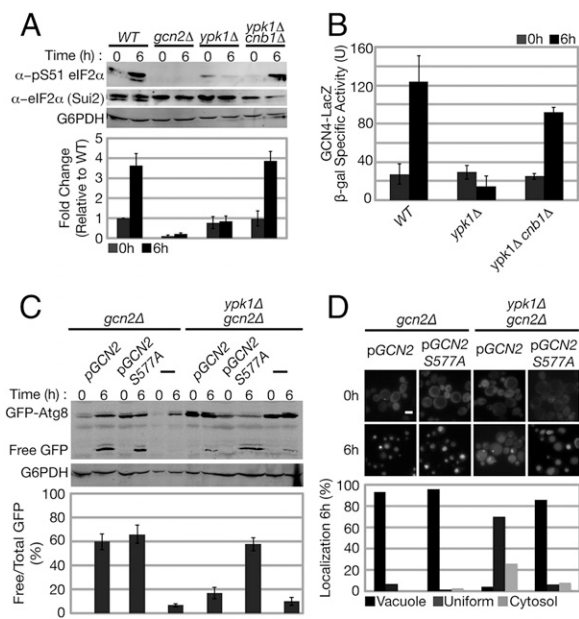 A
WT gcn2Δ ypk1Δ ypk1Δ cnb1Δ
Time (h) : 0 6 0 6 0 6 0 6
α-pS51 eIF2α
α-eIF2α (Sui2)
G6PDH
Fold Change (Relative to WT)
5
4
3
2
1
0
0h 6h
B
0h 6h
GCN4-LacZ β-gal Specific Activity (U)
160
120
80
40
0
WT ypk1Δ ypk1Δ cnb1Δ
C
gcn2Δ ypk1Δ gcn2Δ
pGCN2 pGCN2 S577A — pGCN2 pGCN2 S577A —
Time (h) : 0 6 0 6 0 6 0 6 0 6 0 6
GFP-Atg8
Free GFP
G6PDH
Free/Total GFP (%)
100
80
60
40
20
0
D
gcn2Δ ypk1Δ gcn2Δ
pGCN2 pGCN2 S577A pGCN2 pGCN2 S577A
0h
6h
Localization 6h (%)
100
80
60
40
20
0
Vacuole Uniform Cytosol